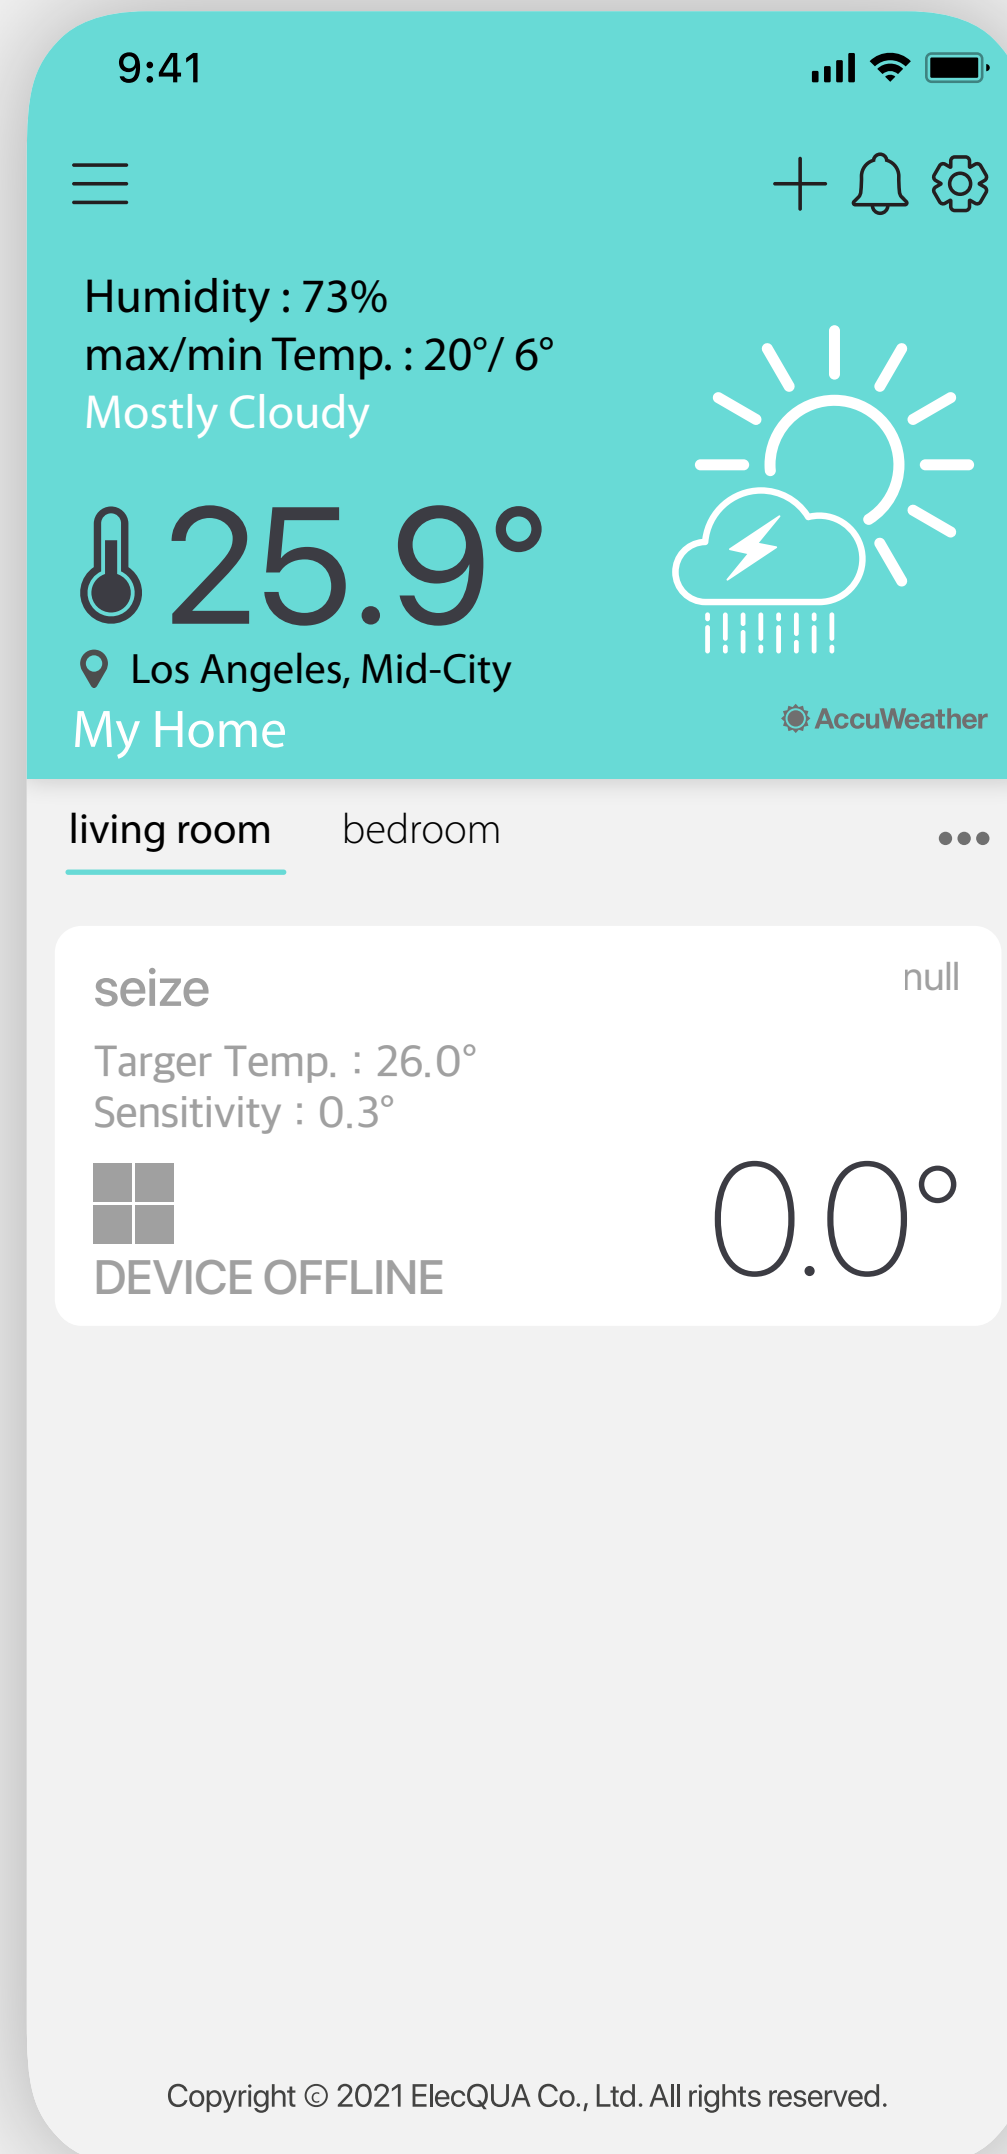 9:41
Humidity : 73%
max/min Temp. : 20°/ 6°
Mostly Cloudy
25.9°
Los Angeles, Mid-City
My Home
AccuWeather
living room
bedroom
seize
null
Targer Temp. : 26.0°
Sensitivity : 0.3°
0.0°
DEVICE OFFLINE
Copyright © 2021 ElecQUA Co., Ltd. All rights reserved.